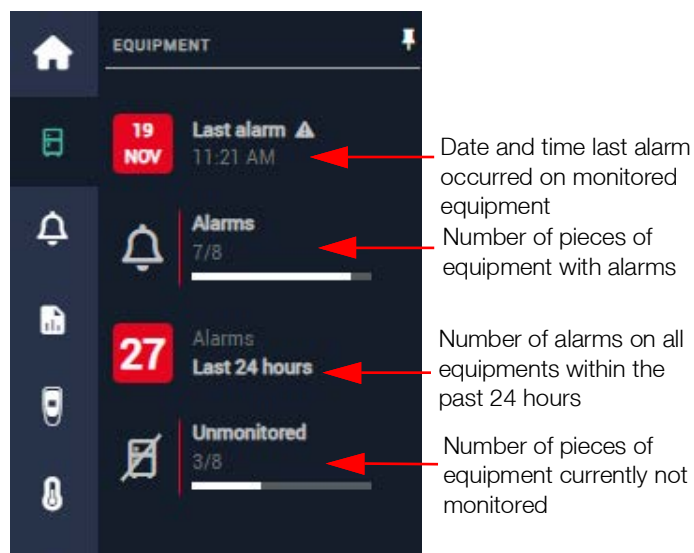 EQUIPMENT
19
NOV
Last alarm
11:21 AM
Date and time last alarm
occurred on monitored
equipment
Alarms
7/8
Number of pieces of
equipment with alarms
27
Alarms
Last 24 hours
Number of alarms on all
equipments within the
past 24 hours
Unmonitored
3/8
Number of pieces of
equipment currently not
monitored